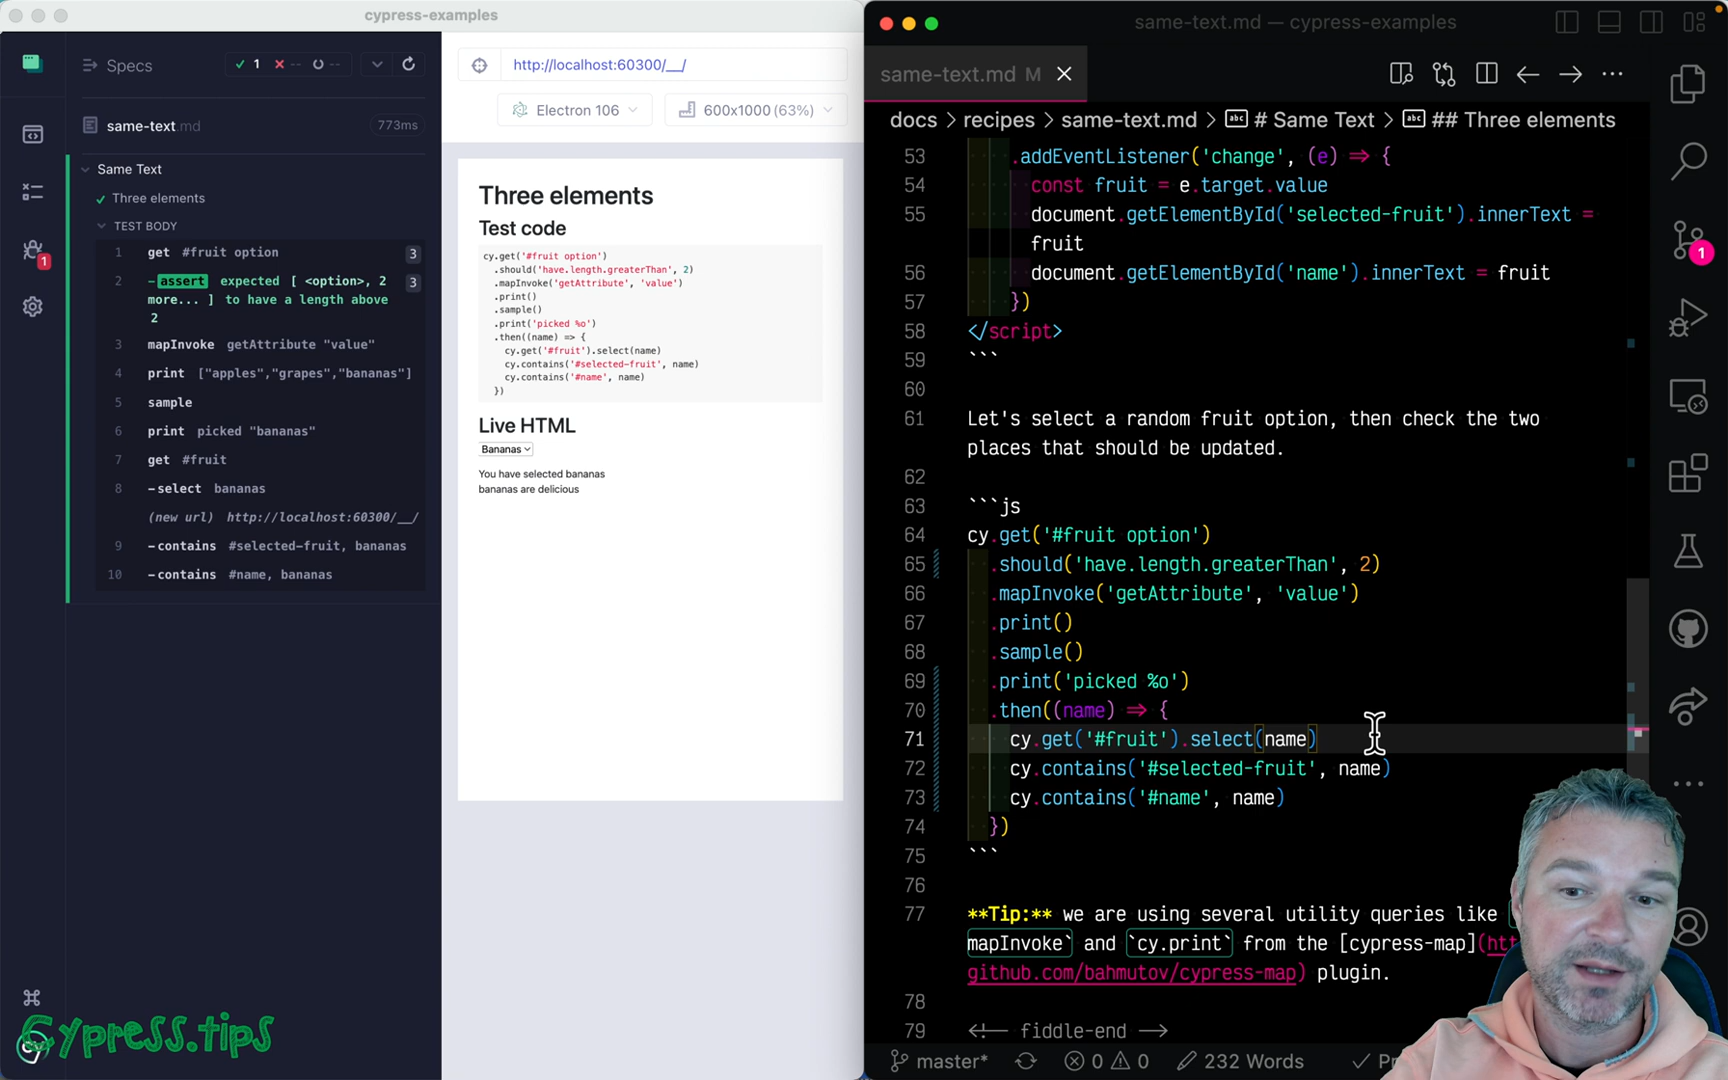 cypress-examples
Specs
✓ 1 ✗ -- --
same-text.md
773ms
Same Text
✓ Three elements
TEST BODY
1 get #fruit option 3
2 -assert expected [ <option>, 2 3
more... ] to have a length above
2
3 mapInvoke getAttribute "value"
4 print ["apples","grapes","bananas"]
5 sample
6 print picked "bananas"
7 get #fruit
8 -select bananas
(new url) http://localhost:60300/__/
9 -contains #selected-fruit, bananas
10 -contains #name, bananas
1
Cypress.tips
cy
http://localhost:60300/__/
Electron 106
600x1000 (63%)
Three elements
Test code
cy.get('#fruit option')
.should('have.length.greaterThan', 2)
.mapInvoke('getAttribute', 'value')
.print()
.sample()
.print('picked %o')
.then((name) => {
cy.get('#fruit').select(name)
cy.contains('#selected-fruit', name)
cy.contains('#name', name)
})
Live HTML
Bananas
You have selected bananas
bananas are delicious
same-text.md — cypress-examples
same-text.md M
docs > recipes > same-text.md > # Same Text > ## Three elements
53 .addEventListener('change', (e) => {
54 const fruit = e.target.value
55 document.getElementById('selected-fruit').innerText =
fruit
56 document.getElementById('name').innerText = fruit
57 })
58 </script>
59 ```
60
61 Let's select a random fruit option, then check the two
places that should be updated.
62
63 ```js
64 cy.get('#fruit option')
65 .should('have.length.greaterThan', 2)
66 .mapInvoke('getAttribute', 'value')
67 .print()
68 .sample()
69 .print('picked %o')
70 .then((name) => {
71 cy.get('#fruit').select(name)
72 cy.contains('#selected-fruit', name)
73 cy.contains('#name', name)
74 })
75 ```
76
77 **Tip:** we are using several utility queries like
mapInvoke` and `cy.print` from the [cypress-map](
github.com/bahmutov/cypress-map) plugin.
78
79 <!-- fiddle-end -->
master* 0 0 232 Words
1